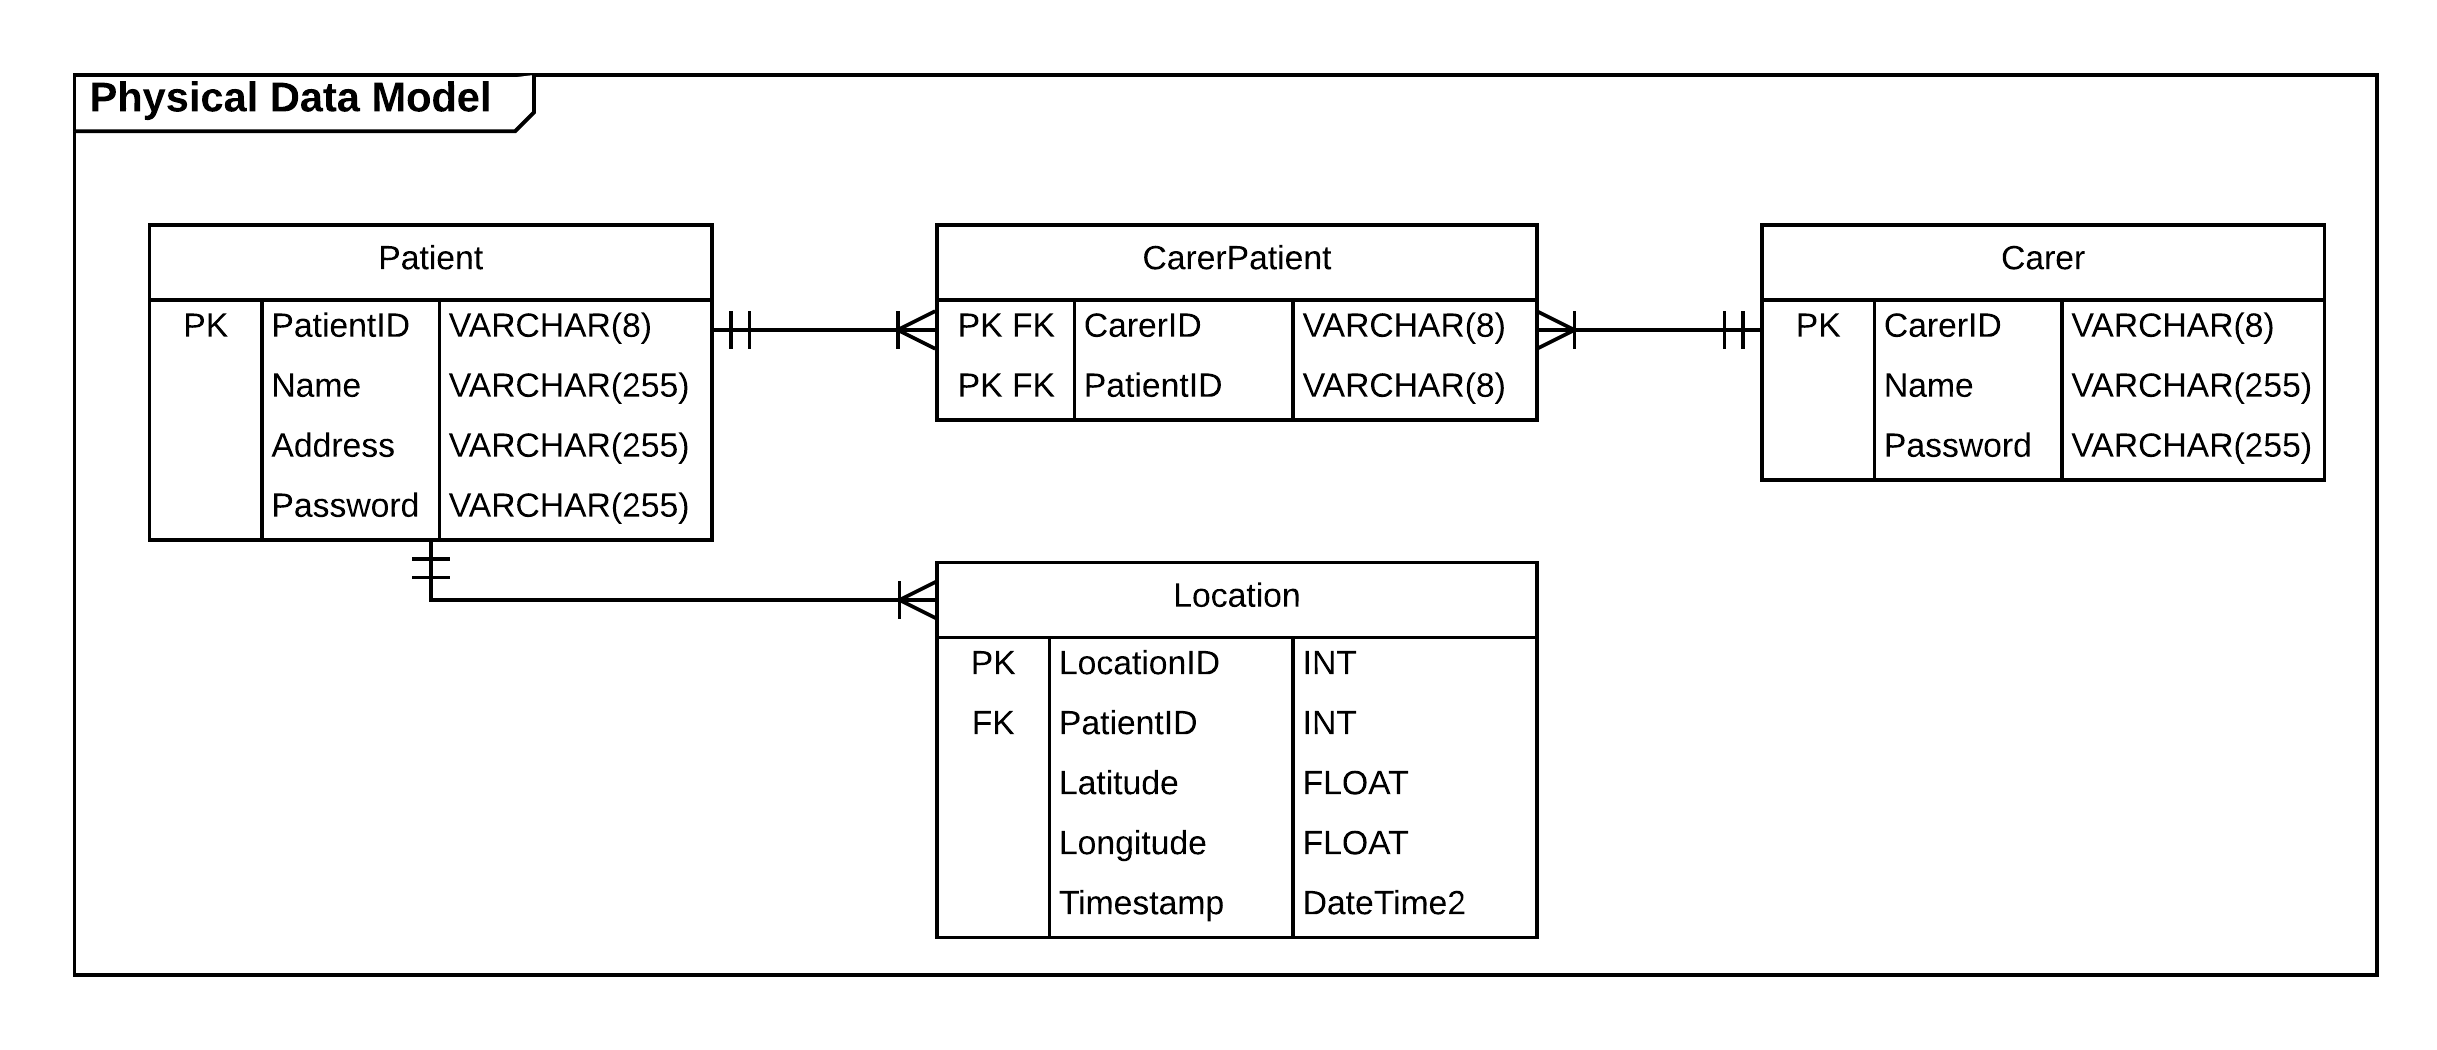 Physical Data Model
Patient
PK PatientID VARCHAR(8)
Name VARCHAR(255)
Address VARCHAR(255)
Password VARCHAR(255)
CarerPatient
PK FK CarerID VARCHAR(8)
PK FK PatientID VARCHAR(8)
Carer
PK CarerID VARCHAR(8)
Name VARCHAR(255)
Password VARCHAR(255)
Location
PK LocationID INT
FK PatientID INT
Latitude FLOAT
Longitude FLOAT
Timestamp DateTime2